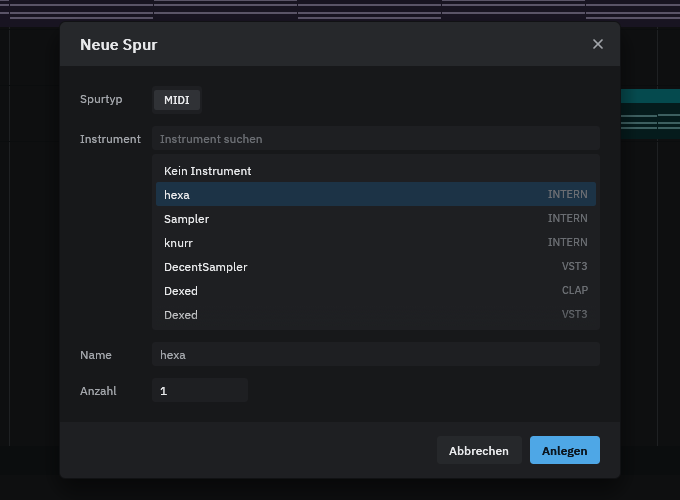 Neue Spur
Spurtyp MIDI
Instrument Instrument suchen
Kein Instrument
hexa INTERN
Sampler INTERN
knurr INTERN
DecentSampler VST3
Dexed CLAP
Dexed VST3
Name hexa
Anzahl 1
Abbrechen Anlegen